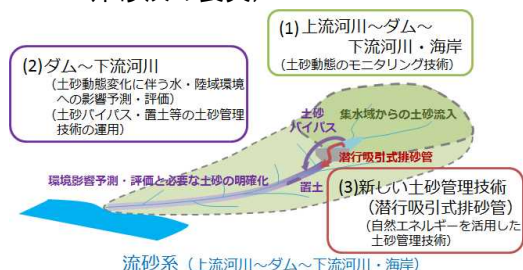 (1)上流河川～ダム～
下流河川・海岸
(土砂動態のモニタリング技術)
(2)ダム～下流河川
(土砂動態変化に伴う水・陸域環境
への影響予測・評価)
(土砂バイパス・置土等の土砂管理
技術の運用)
土砂
バイパス
集水域からの土砂流入
潜行吸引式排砂管
環境影響予測・評価と必要な土砂の明確化
置土
(3)新しい土砂管理技術
(潜行吸引式排砂管)
(自然エネルギーを活用した
土砂管理技術)
流砂系(上流河川～ダム～下流河川・海岸)